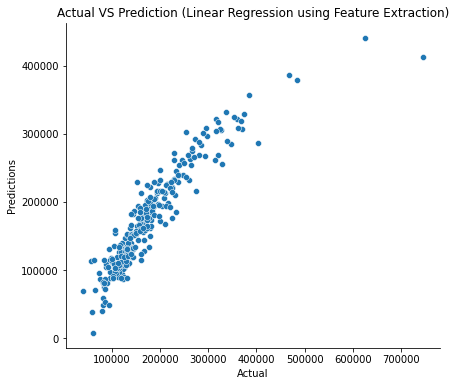 Actual VS Prediction (Linear Regression using Feature Extraction)
400000
300000
200000
100000
0
Predictions
100000 200000 300000 400000 500000 600000 700000
Actual